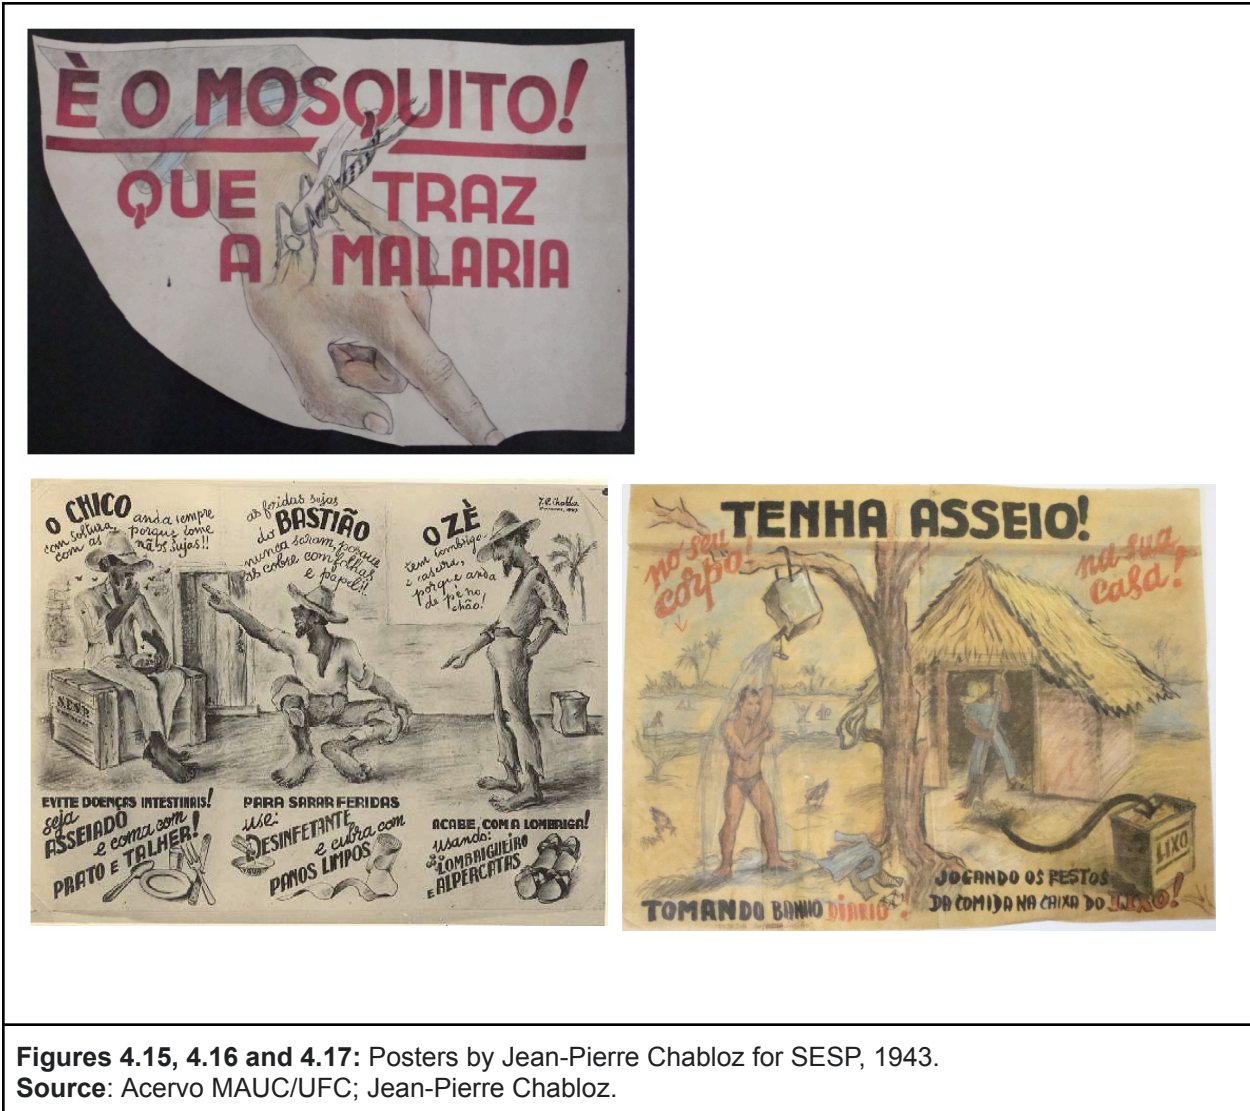 È O MOSQUITO!
QUE TRAZ
A MALARIA
O CHICO
com soltura, anda sempre
porque come
com as mãos sujas!!
as feridas sujas
do BASTIÃO
nunca saram, porque
as cobre com folhas
e papel!!
O ZÈ
tem lombriga
porque anda
de pé no
chão!
S.E.S.P.
EVITE DOENÇAS INTESTINAIS!
seja
ASSEIADO
e coma com
PRATO E TALHER!
PARA SARAR FERIDAS
use:
DESINFETANTE
e cubra com
PANOS LIMPOS
ACABE, COM A LOMBRIGA!
usando:
LOMBRIGUEIRO
E ALPERCATAS
TENHA ASSEIO!
no seu
corpo!
na sua
casa!
LIXO
TOMANDO BANHO DIARIO!
JOGANDO OS RESTOS
DA COMIDA NA CAIXA DO LIXO!
Figures 4.15, 4.16 and 4.17: Posters by Jean-Pierre Chabloz for SESP, 1943.
Source: Acervo MAUC/UFC; Jean-Pierre Chabloz.